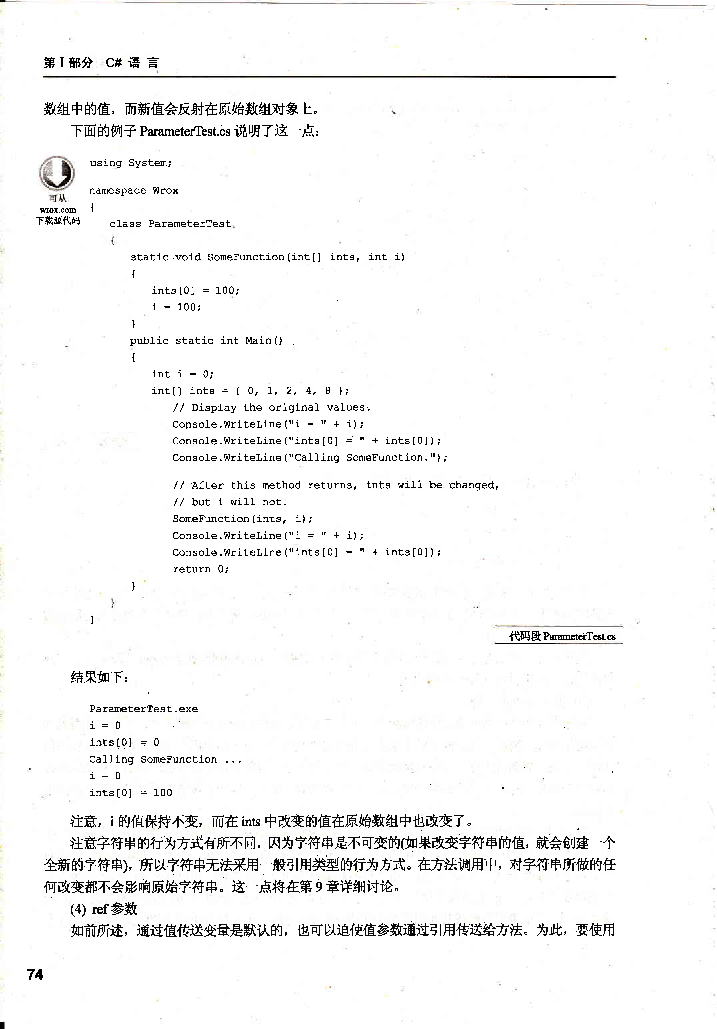 第 I 部分 C# 语 言
数组中的值，而新值会反射在原始数组对象上。
下面的例子 ParameterTest.cs 说明了这一点：
可从
wrox.com
下载源代码
using System;
namespace Wrox
{
class ParameterTest
{
static void SomeFunction(int[] ints, int i)
{
ints[0] = 100;
i = 100;
}
public static int Main()
{
int i = 0;
int[] ints = { 0, 1, 2, 4, 8 };
// Display the original values.
Console.WriteLine("i = " + i);
Console.WriteLine("ints[0] = " + ints[0]);
Console.WriteLine("Calling SomeFunction.");
// After this method returns, ints will be changed,
// but i will not.
SomeFunction(ints, i);
Console.WriteLine("i = " + i);
Console.WriteLine("ints[0] = " + ints[0]);
return 0;
}
}
}
代码段 ParameterTest.cs
结果如下：
ParameterTest.exe
i = 0
ints[0] = 0
Calling SomeFunction ...
i = 0
ints[0] = 100
注意，i 的值保持不变，而在 ints 中改变的值在原始数组中也改变了。
注意字符串的行为方式有所不同，因为字符串是不可变的(如果改变字符串的值，就会创建一个
全新的字符串)，所以字符串无法采用一般引用类型的行为方式。在方法调用中，对字符串所做的任
何改变都不会影响原始字符串。这一点将在第 9 章详细讨论。
(4) ref 参数
如前所述，通过值传送变量是默认的，也可以迫使值参数通过引用传送给方法。为此，要使用
74